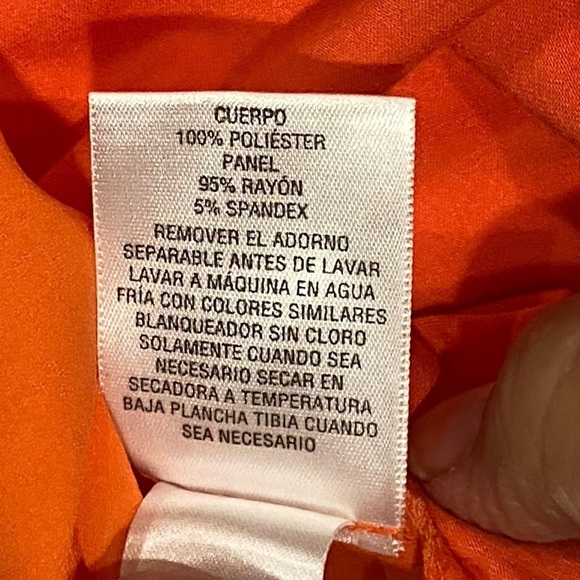 CUERPO
100% POLIÉSTER
PANEL
95% RAYÓN
5% SPANDEX
REMOVER EL ADORNO
SEPARABLE ANTES DE LAVAR
LAVAR A MÁQUINA EN AGUA
FRÍA CON COLORES SIMILARES
BLANQUEADOR SIN CLORO
SOLAMENTE CUANDO SEA
NECESARIO SECAR EN
SECADORA A TEMPERATURA
BAJA PLANCHA TIBIA CUANDO
SEA NECESARIO